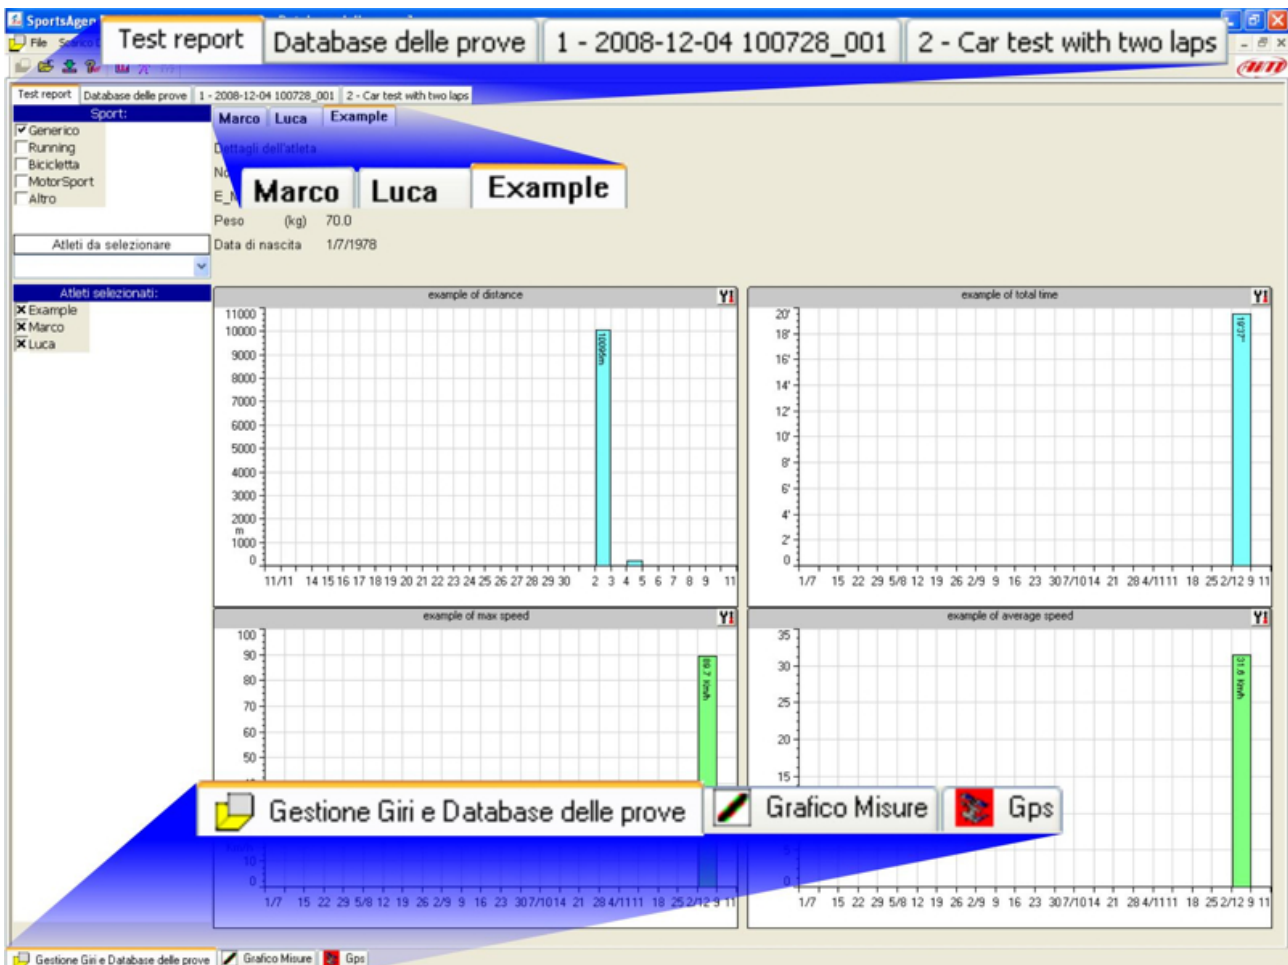 SportsAgen
Test report Database delle prove 1 - 2008-12-04 100728_001 2 - Car test with two laps
File
Test report Database delle prove 1 - 2008-12-04 100728_001 2 - Car test with two laps
Sport:
Generico
Running
Bicicletta
MotorSport
Altro
Marco Luca Example
Dettagli dell'atleta
Marco Luca Example
Peso (kg) 70.0
Data di nascita 1/7/1978
Atleti da selezionare
Atleti selezionati:
Example
Marco
Luca
example of distance
11000
10000
9000
8000
7000
6000
5000
4000
3000
2000
m
1000
0
10095m
11/11 14 15 16 17 18 19 20 21 22 23 24 25 26 27 28 29 30 2 3 4 5 6 7 8 9 11
example of total time
20'
18'
16'
14'
12'
10'
8'
6'
4'
2'
0
19'37"
1/7 15 22 29 5/8 12 19 26 2/9 9 16 23 30 7/10 14 21 28 4/11 11 18 25 2/12 9 11
example of max speed
100
90
80
70
60
50
10
0
89.7 Km/h
1/7 15 22 29 5/8 12 19 26 2/9 9 16 23 30 7/10 14 21 28 4/11 11 18 25 2/12 9 11
example of average speed
35
30
25
20
15
5
0
31.6 Km/h
1/7 15 22 29 5/8 12 19 26 2/9 9 16 23 30 7/10 14 21 28 4/11 11 18 25 2/12 9 11
Gestione Giri e Database delle prove Grafico Misure Gps
Gestione Giri e Database delle prove Grafico Misure Gps